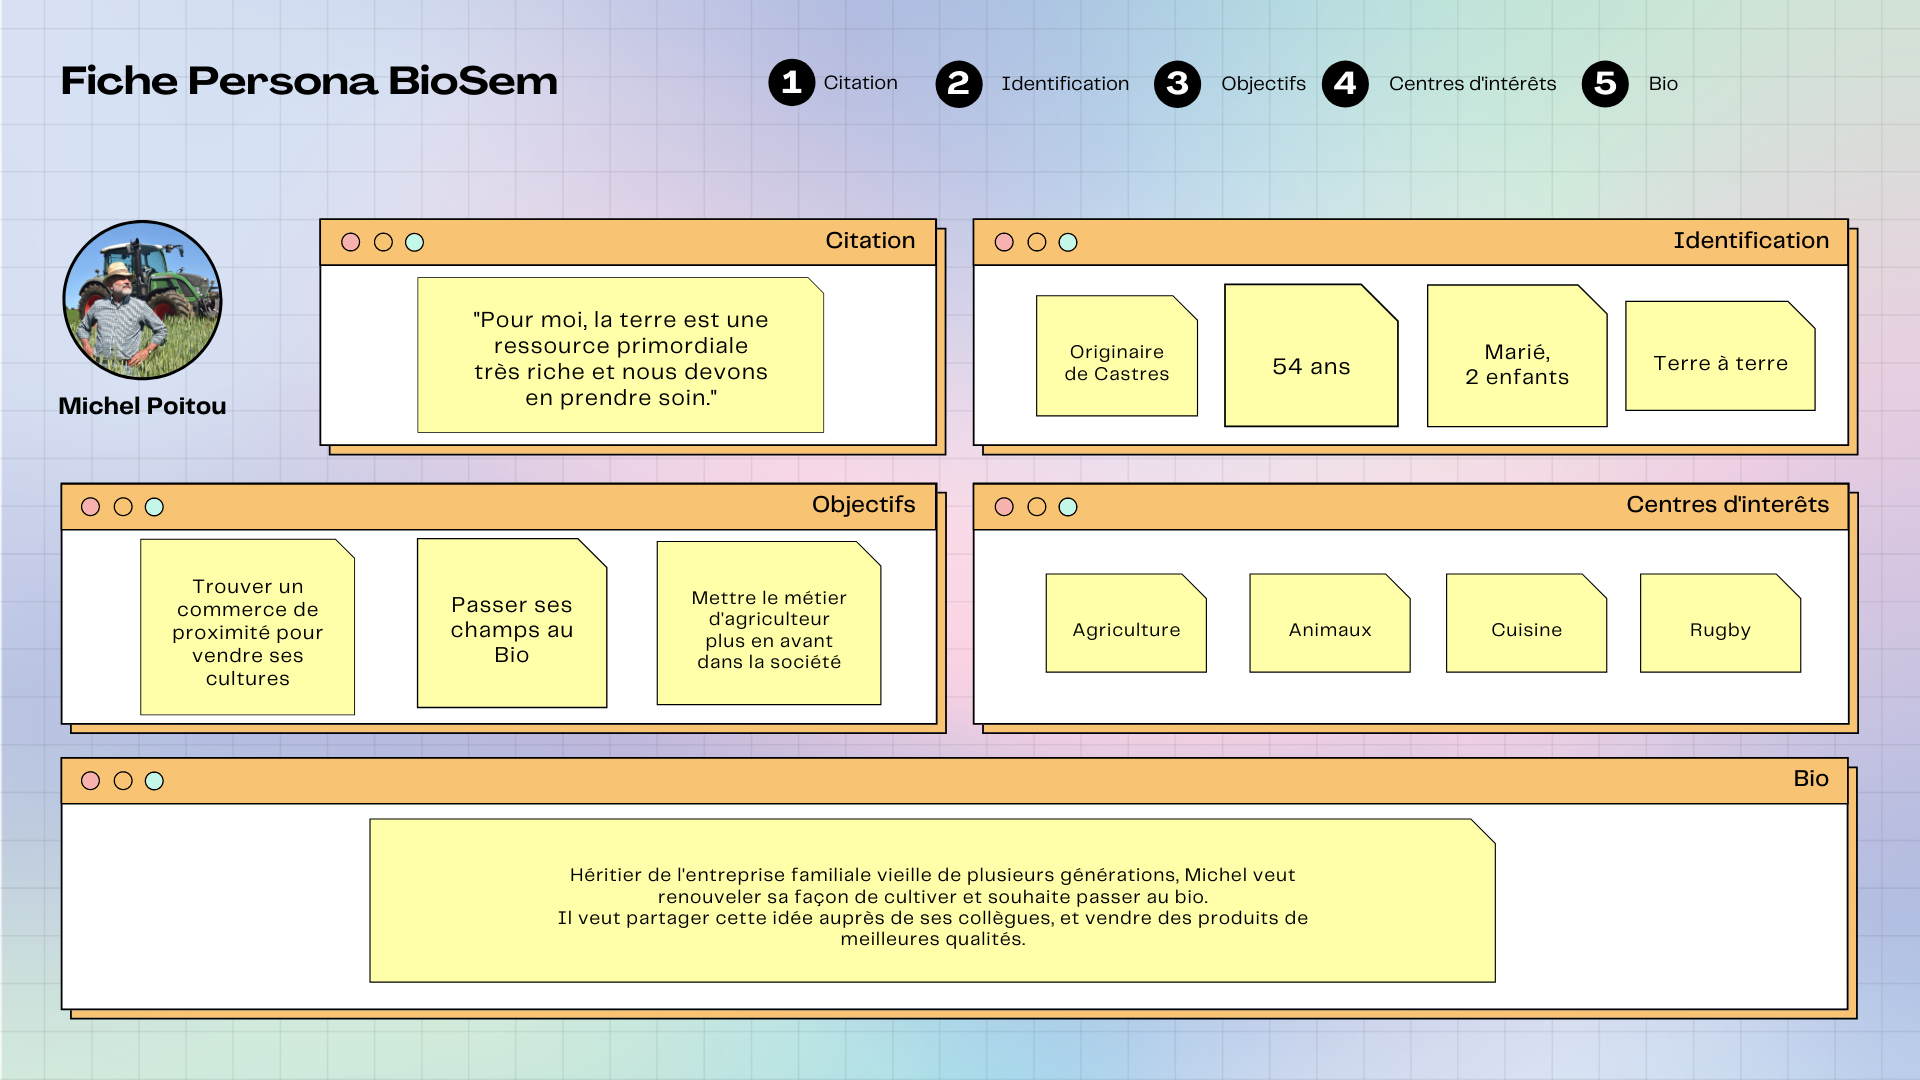 Fiche Persona BioSem
1 Citation
2 Identification
3 Objectifs
4 Centres d'intérêts
5 Bio
Michel Poitou
Citation
"Pour moi, la terre est une
ressource primordiale
très riche et nous devons
en prendre soin."
Identification
Originaire
de Castres
54 ans
Marié,
2 enfants
Terre à terre
Objectifs
Trouver un
commerce de
proximité pour
vendre ses
cultures
Passer ses
champs au
Bio
Mettre le métier
d'agriculteur
plus en avant
dans la société
Centres d'interêts
Agriculture
Animaux
Cuisine
Rugby
Bio
Héritier de l'entreprise familiale vieille de plusieurs générations, Michel veut
renouveler sa façon de cultiver et souhaite passer au bio.
Il veut partager cette idée auprès de ses collègues, et vendre des produits de
meilleures qualités.